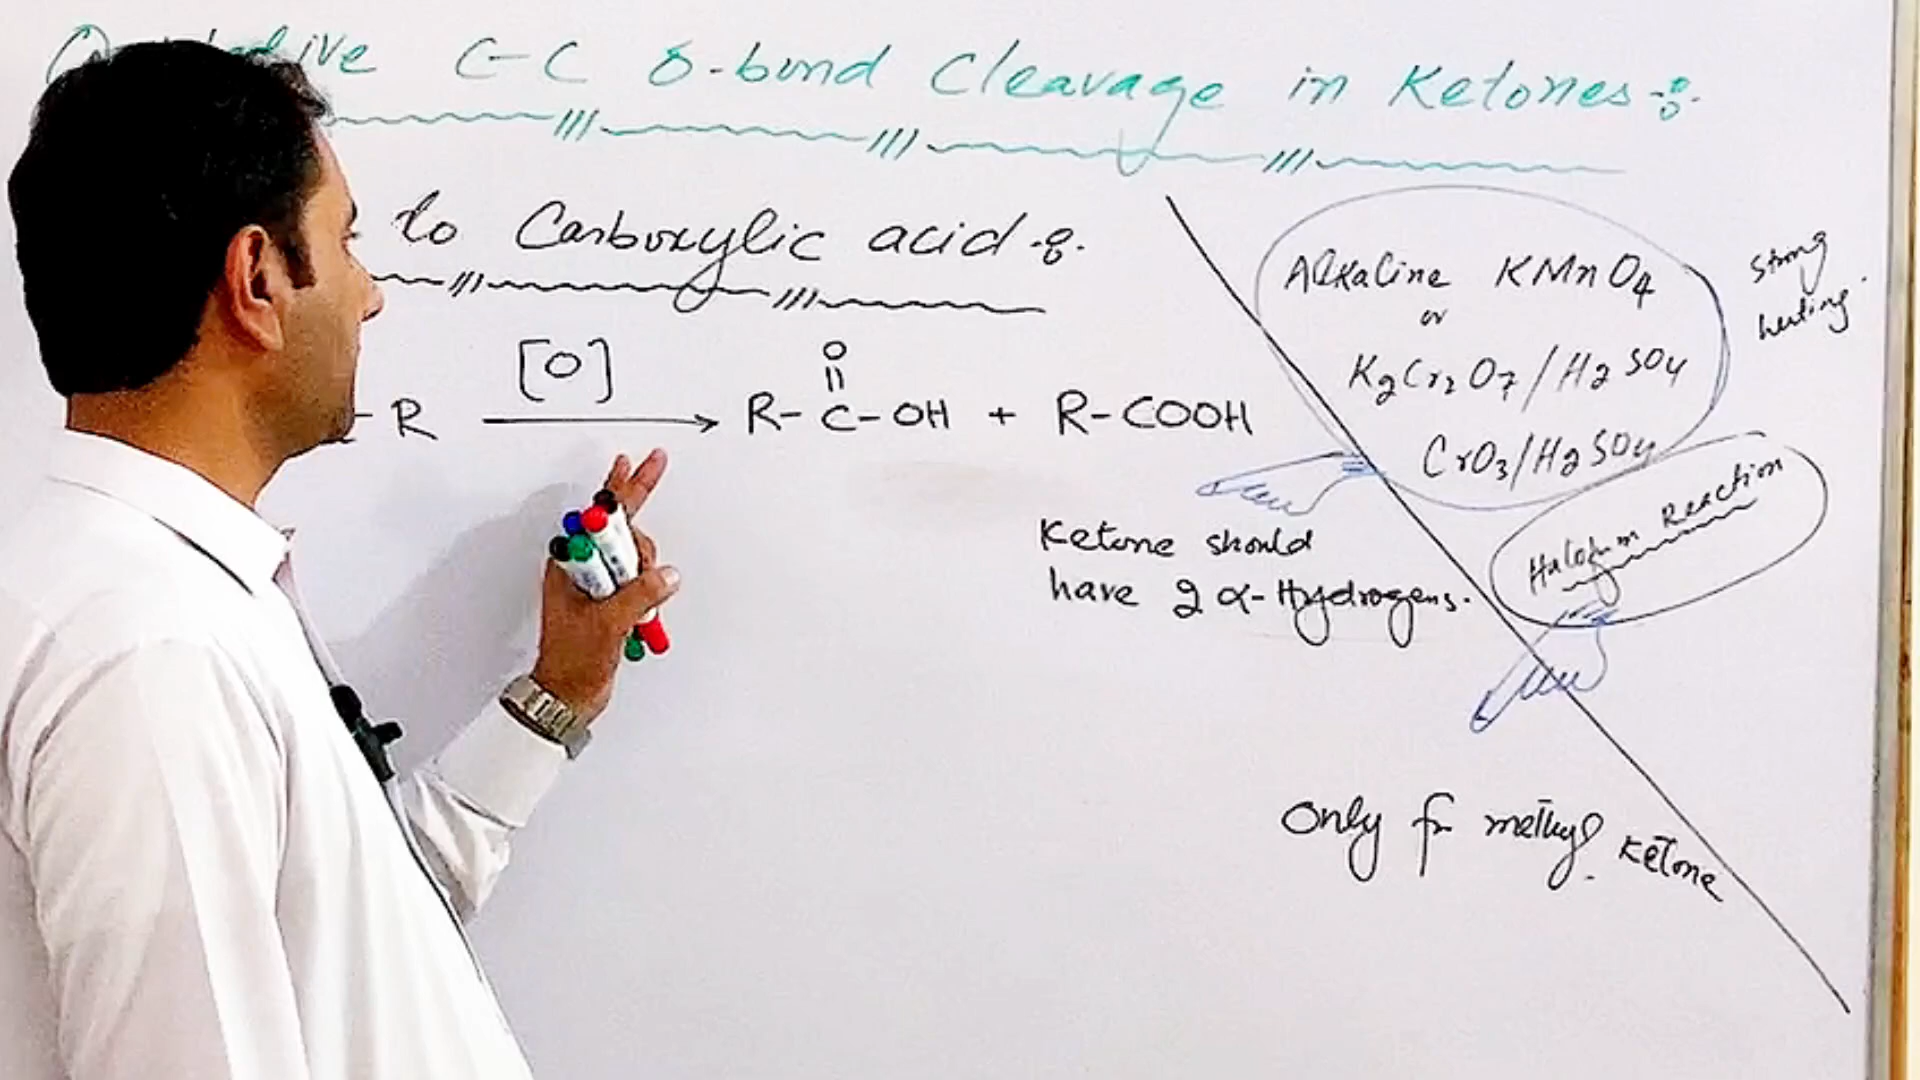 C-C δ-bond Cleavage in Ketones :
to Carboxylic acid :
- R [O] → R-C-OH + R-COOH
O
||
Alkaline KMnO4
or
K2Cr2O7/H2SO4
CrO3/H2SO4
Strong
heating.
Haloform Reaction
Ketone should
have 2 α-Hydrogens.
Only for methyl ketone